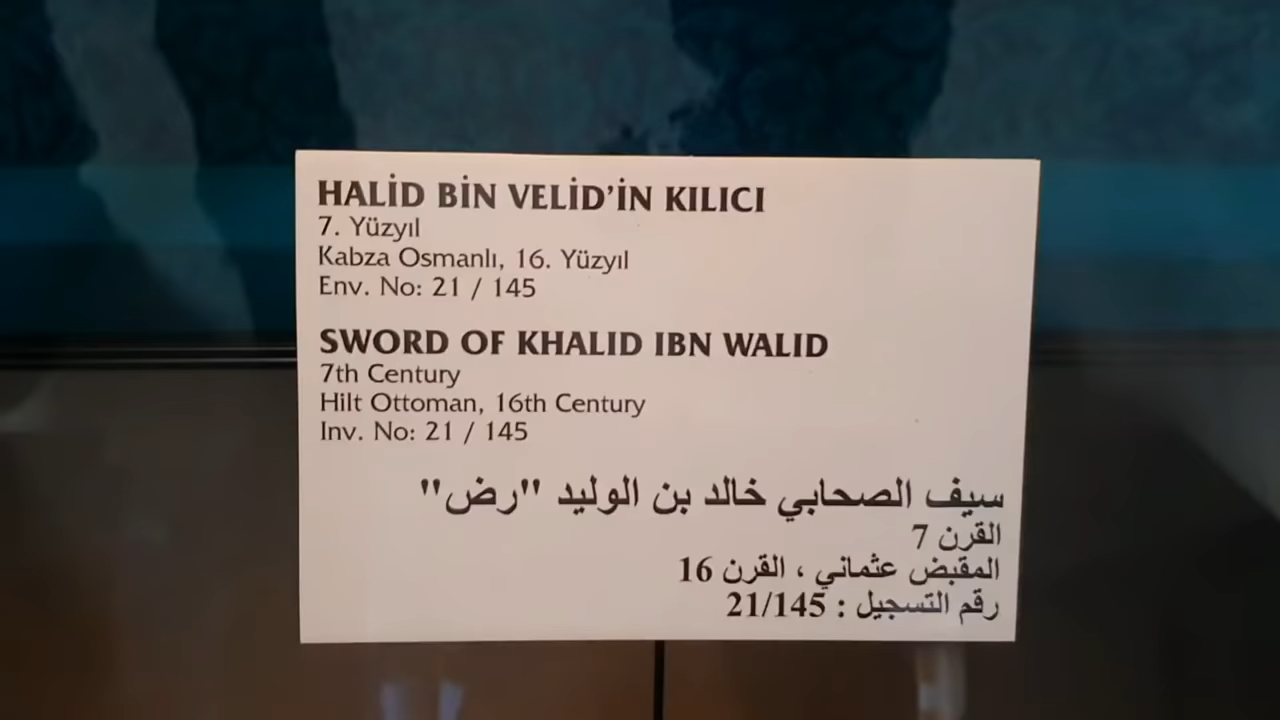 HALİD BİN VELİD’İN KILICI
7. Yüzyıl
Kabza Osmanlı, 16. Yüzyıl
Env. No: 21 / 145
SWORD OF KHALID IBN WALID
7th Century
Hilt Ottoman, 16th Century
Inv. No: 21 / 145
سيف الصحابي خالد بن الوليد "رض"
القرن 7
المقبض عثماني ، القرن 16
رقم التسجيل : 21/145